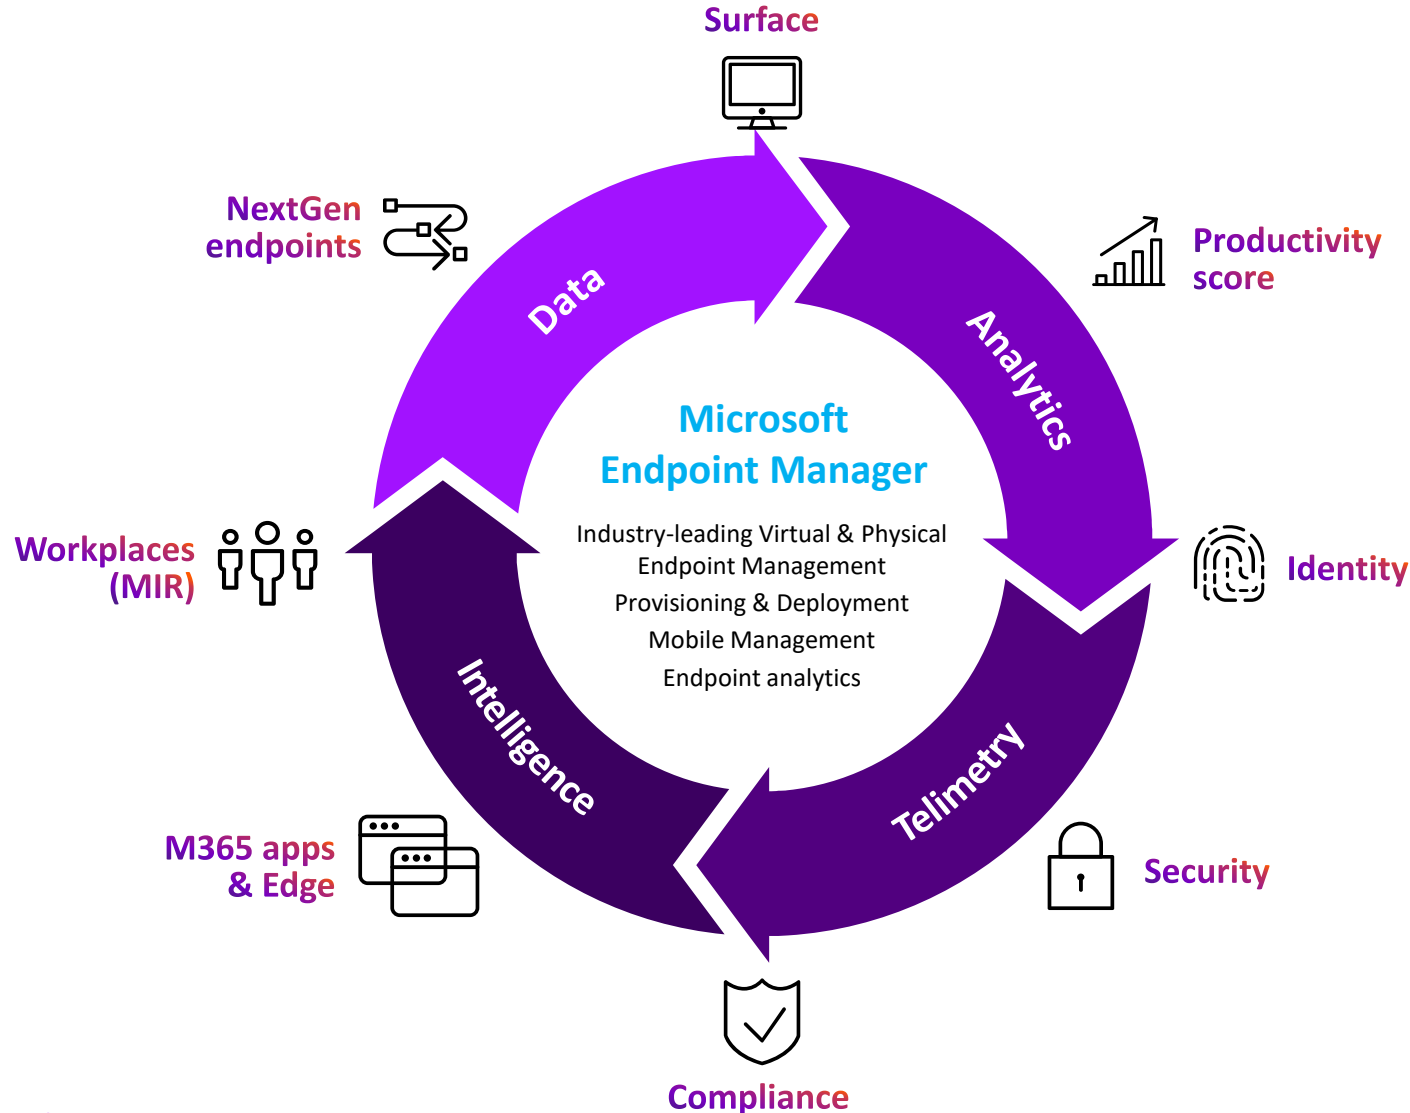 Surface
NextGen
endpoints
Productivity
score
Data
Analytics
Microsoft
Endpoint Manager
Industry-leading Virtual & Physical
Endpoint Management
Provisioning & Deployment
Mobile Management
Endpoint analytics
Workplaces
(MIR)
Identity
Intelligence
Telimetry
M365 apps
& Edge
Security
Compliance